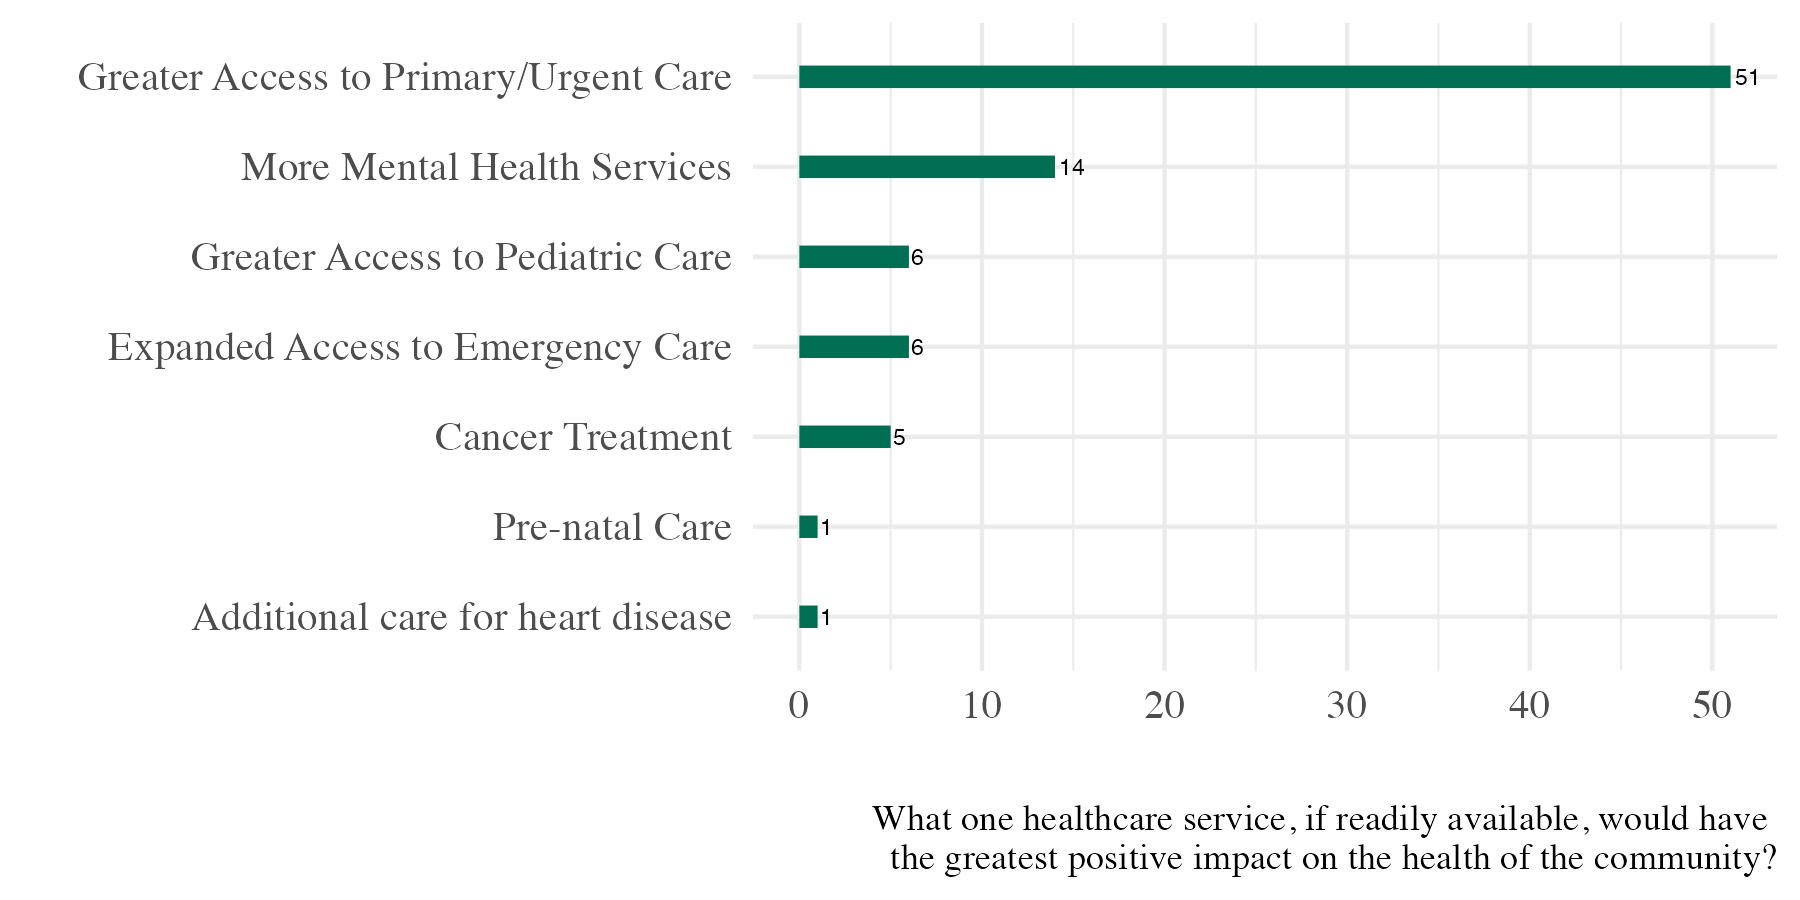 Greater Access to Primary/Urgent Care 51
More Mental Health Services 14
Greater Access to Pediatric Care 6
Expanded Access to Emergency Care 6
Cancer Treatment 5
Pre-natal Care 1
Additional care for heart disease 1
0 10 20 30 40 50
What one healthcare service, if readily available, would have
the greatest positive impact on the health of the community?